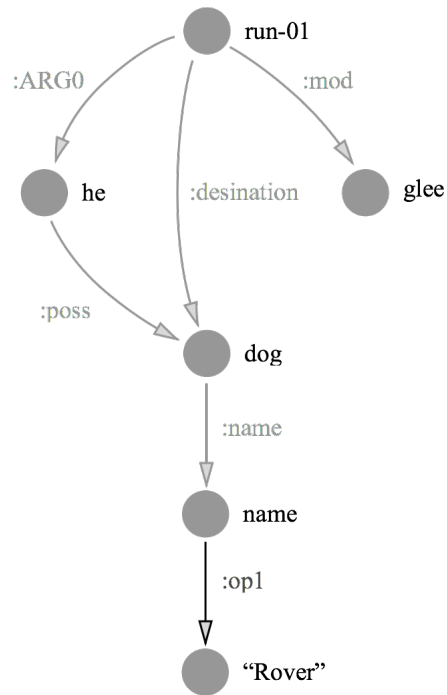 run-01
:ARG0
:mod
he
:desination
glee
:poss
dog
:name
name
:op1
“Rover”